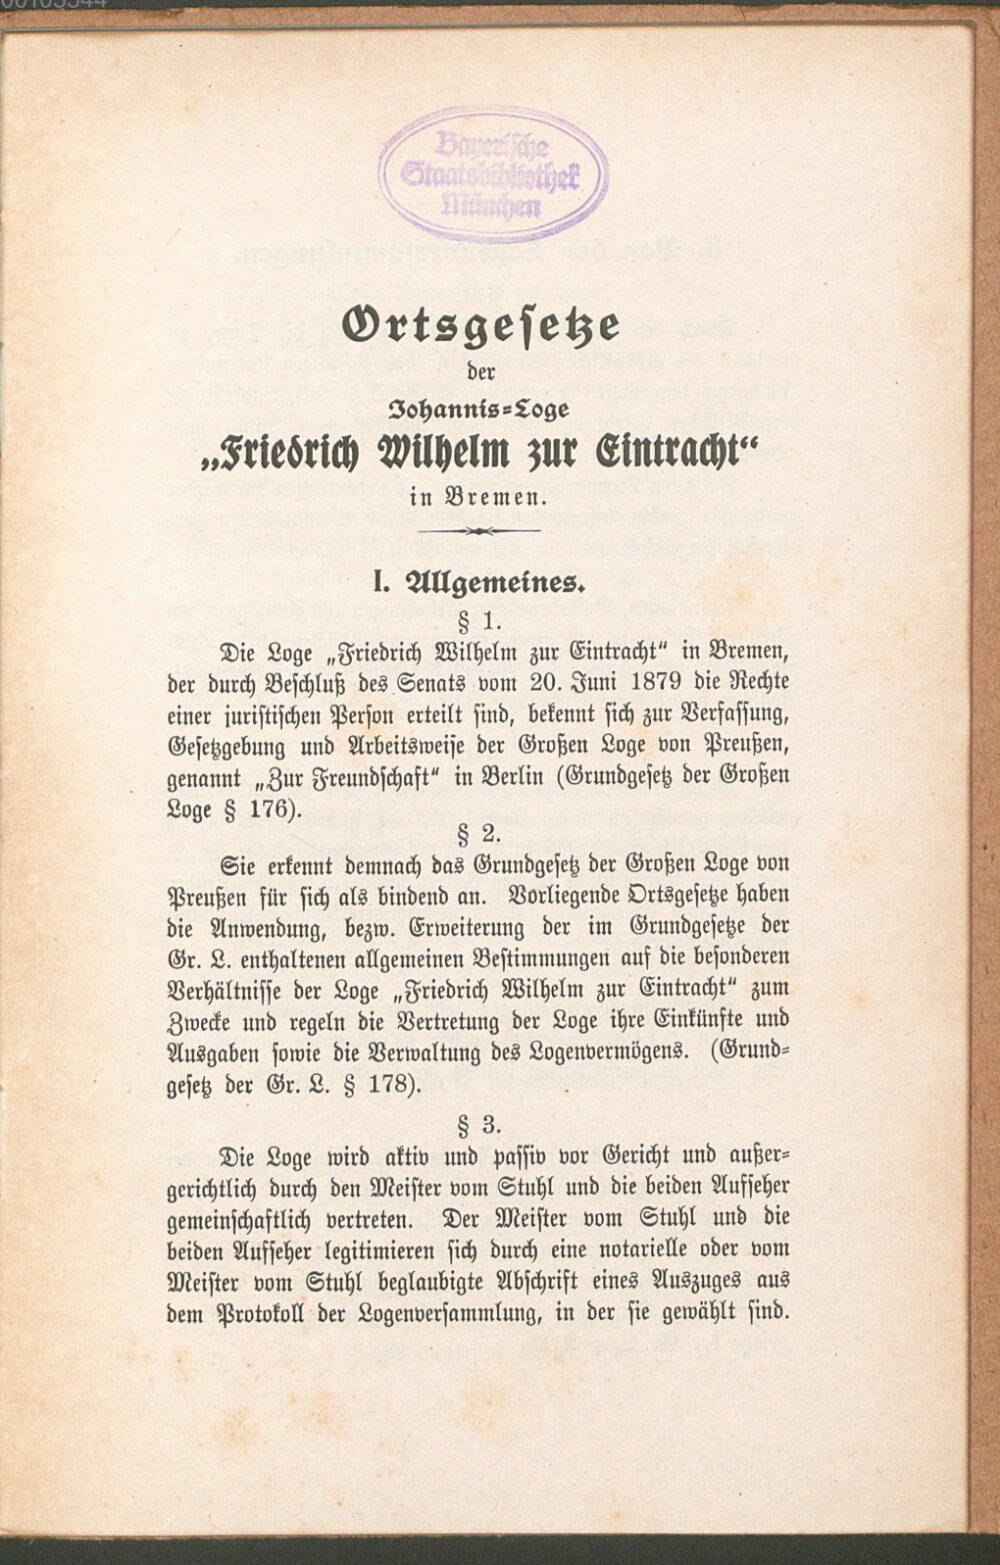 00103544
Bayerische
Staatsbibliothek
München
Ortsgesetze
der
Johannis=Loge
„Friedrich Wilhelm zur Eintracht“
in Bremen.
I. Allgemeines.
§ 1.
Die Loge „Friedrich Wilhelm zur Eintracht“ in Bremen,
der durch Beschluß des Senats vom 20. Juni 1879 die Rechte
einer juristischen Person erteilt sind, bekennt sich zur Verfassung,
Gesetzgebung und Arbeitsweise der Großen Loge von Preußen,
genannt „Zur Freundschaft“ in Berlin (Grundgesetz der Großen
Loge § 176).
§ 2.
Sie erkennt demnach das Grundgesetz der Großen Loge von
Preußen für sich als bindend an. Vorliegende Ortsgesetze haben
die Anwendung, bezw. Erweiterung der im Grundgesetze der
Gr. L. enthaltenen allgemeinen Bestimmungen auf die besonderen
Verhältnisse der Loge „Friedrich Wilhelm zur Eintracht“ zum
Zwecke und regeln die Vertretung der Loge ihre Einkünfte und
Ausgaben sowie die Verwaltung des Logenvermögens. (Grund=
gesetz der Gr. L. § 178).
§ 3.
Die Loge wird aktiv und passiv vor Gericht und außer=
gerichtlich durch den Meister vom Stuhl und die beiden Aufseher
gemeinschaftlich vertreten. Der Meister vom Stuhl und die
beiden Aufseher legitimieren sich durch eine notarielle oder vom
Meister vom Stuhl beglaubigte Abschrift eines Auszuges aus
dem Protokoll der Logenversammlung, in der sie gewählt sind.